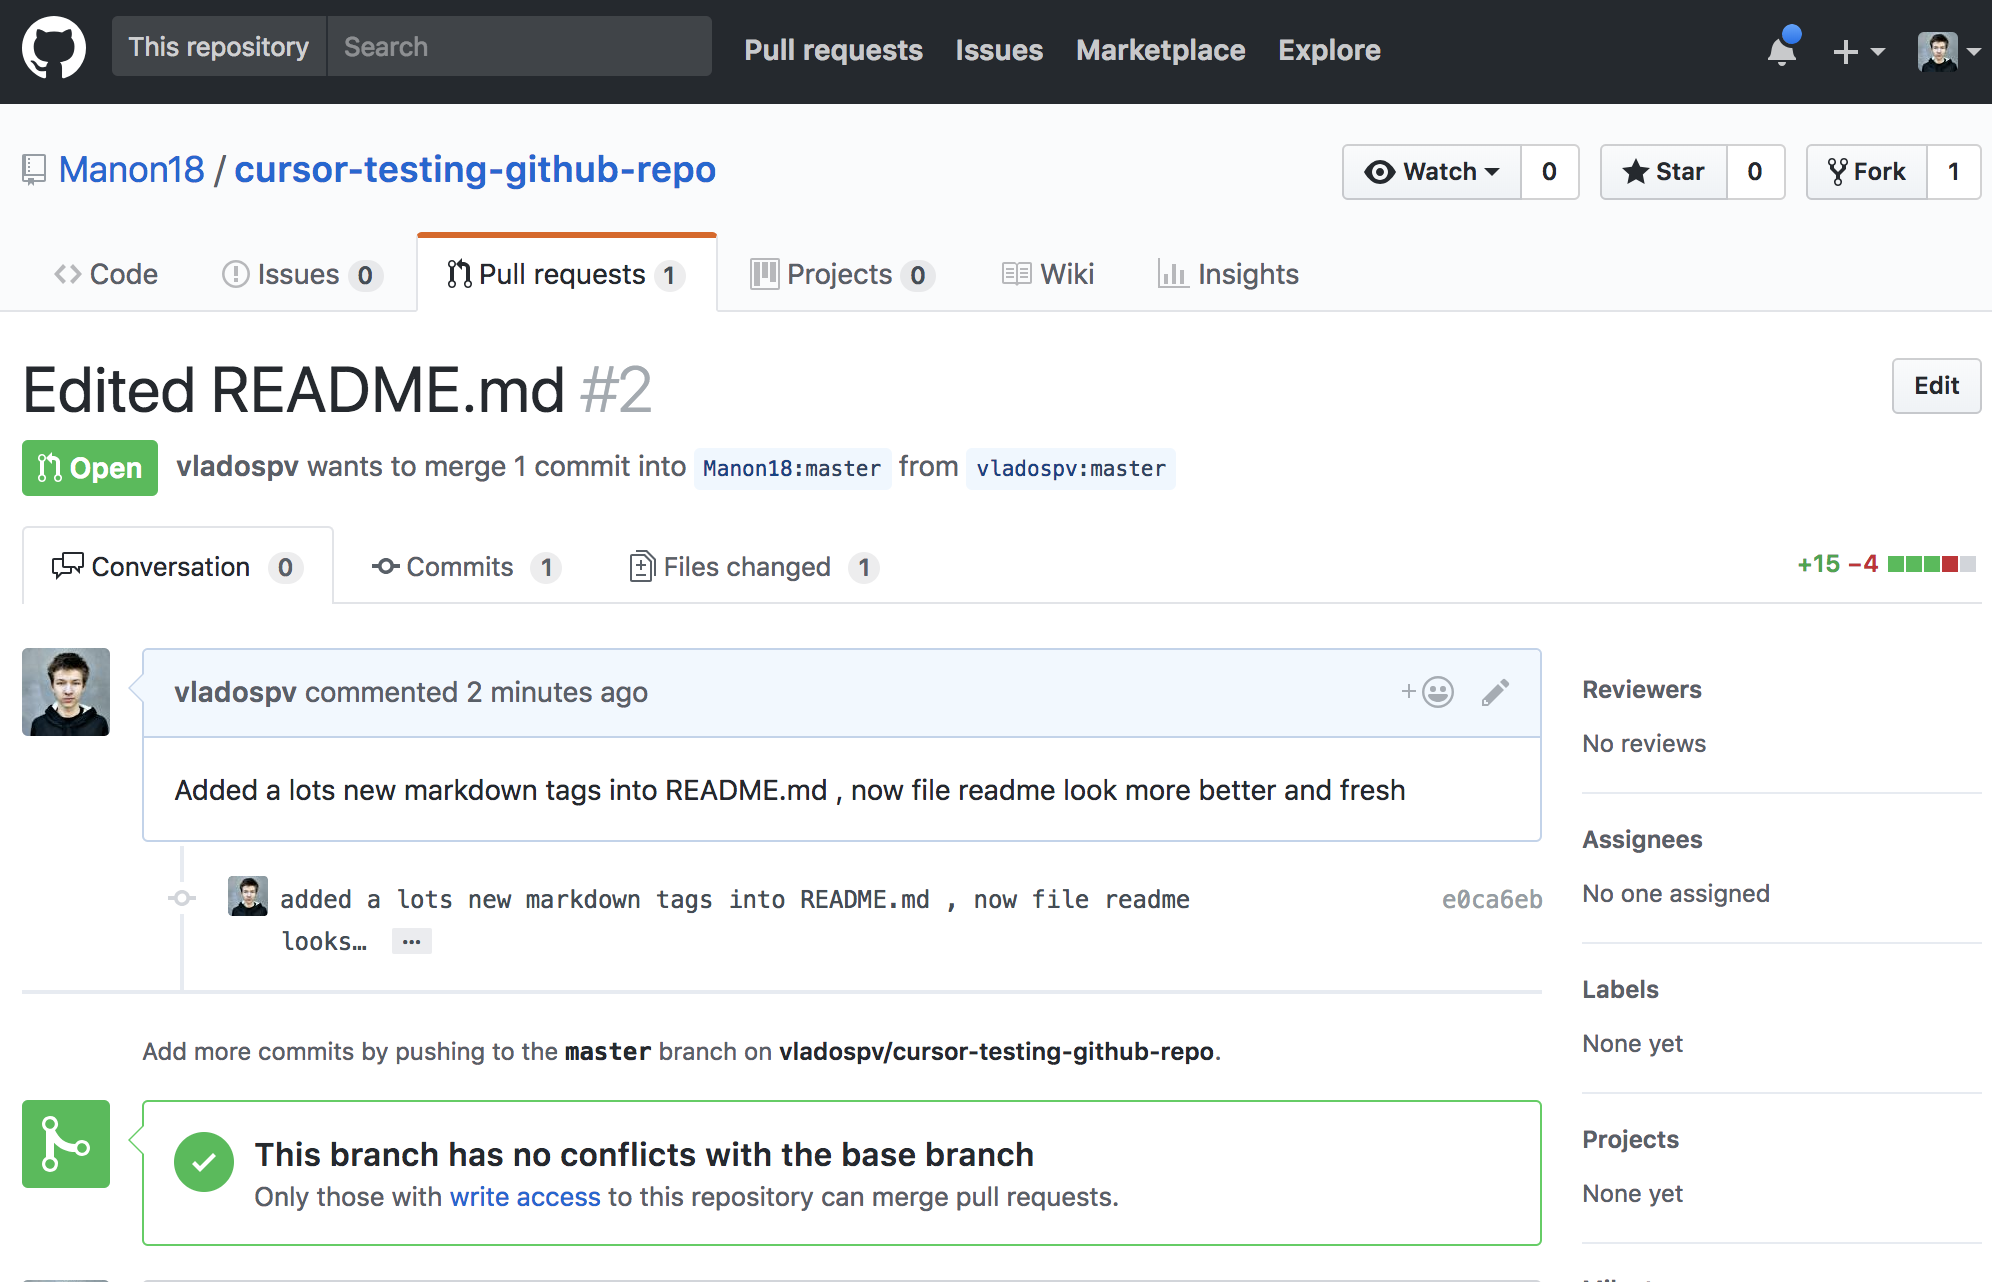 This repository Search Pull requests Issues Marketplace Explore
Manon18 / cursor-testing-github-repo Watch 0 Star 0 Fork 1
Code Issues 0 Pull requests 1 Projects 0 Wiki Insights
Edited README.md #2 Edit
Open vladospv wants to merge 1 commit into Manon18:master from vladospv:master
Conversation 0 Commits 1 Files changed 1 +15 −4
vladospv commented 2 minutes ago
Added a lots new markdown tags into README.md , now file readme look more better and fresh
added a lots new markdown tags into README.md , now file readme e0ca6eb
looks… …
Add more commits by pushing to the master branch on vladospv/cursor-testing-github-repo.
This branch has no conflicts with the base branch
Only those with write access to this repository can merge pull requests.
Reviewers
No reviews
Assignees
No one assigned
Labels
None yet
Projects
None yet